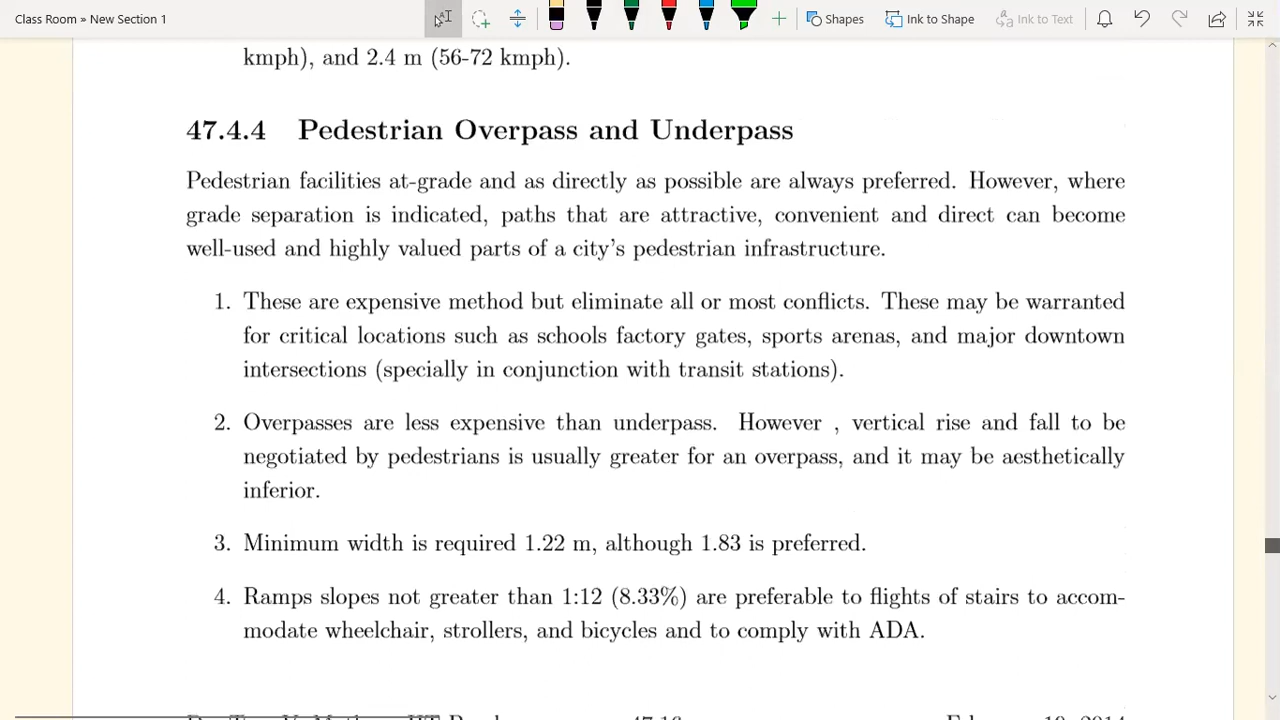 Class Room » New Section 1
Shapes
Ink to Shape
Ink to Text
kmph), and 2.4 m (56-72 kmph).
47.4.4 Pedestrian Overpass and Underpass
Pedestrian facilities at-grade and as directly as possible are always preferred. However, where
grade separation is indicated, paths that are attractive, convenient and direct can become
well-used and highly valued parts of a city's pedestrian infrastructure.
1. These are expensive method but eliminate all or most conflicts. These may be warranted
for critical locations such as schools factory gates, sports arenas, and major downtown
intersections (specially in conjunction with transit stations).
2. Overpasses are less expensive than underpass. However , vertical rise and fall to be
negotiated by pedestrians is usually greater for an overpass, and it may be aesthetically
inferior.
3. Minimum width is required 1.22 m, although 1.83 is preferred.
4. Ramps slopes not greater than 1:12 (8.33%) are preferable to flights of stairs to accom-
modate wheelchair, strollers, and bicycles and to comply with ADA.